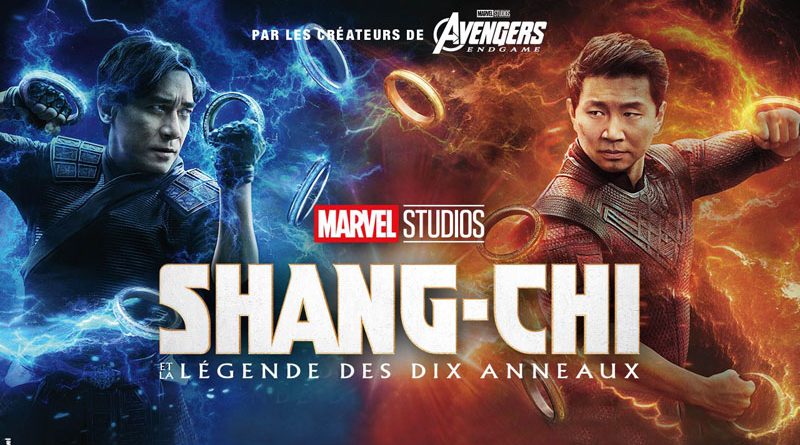 PAR LES CRÉATEURS DE
MARVEL STUDIOS
AVENGERS
ENDGAME
MARVEL STUDIOS
SHANG-CHI
ET LA LÉGENDE DES DIX ANNEAUX